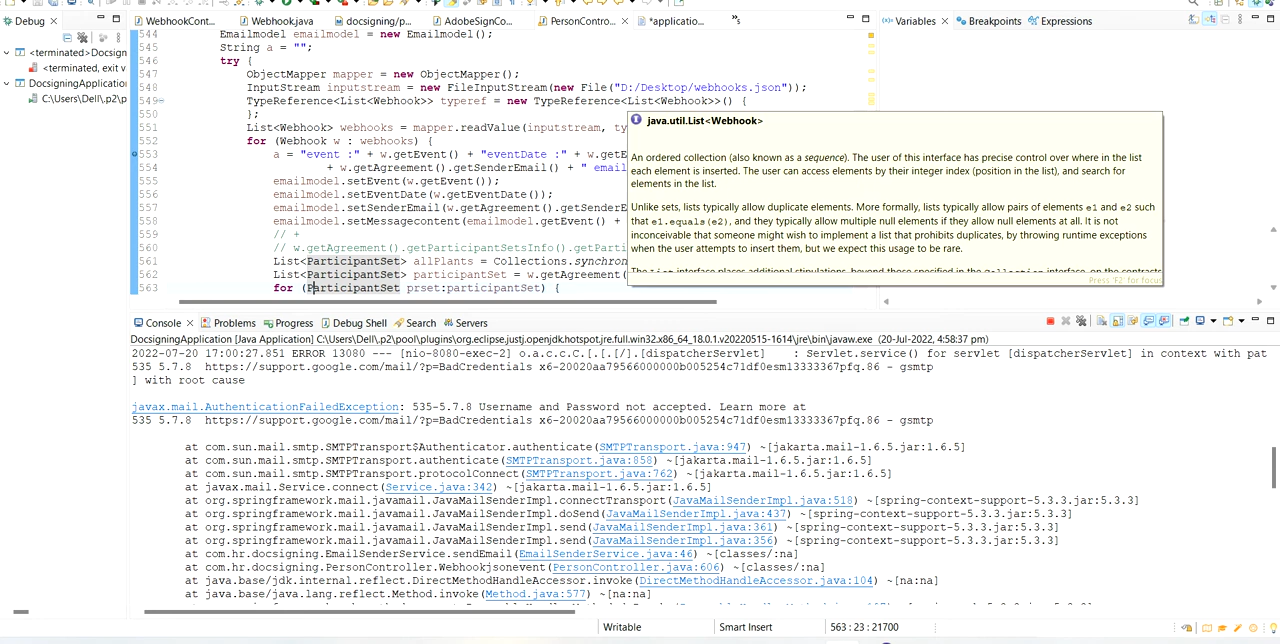 Debug
WebhookCont...
Webhook.java
docsigning/p...
AdobeSignCo...
PersonContro...
*applicatio...
»5
Variables
Breakpoints
Expressions
<terminated>Docsign
<terminated, exit v
DocsigningApplication
C:\Users\Dell\.p2\p
544 Emailmodel emailmodel = new Emailmodel();
545 String a = "";
546 try {
547 ObjectMapper mapper = new ObjectMapper();
548 InputStream inputstream = new FileInputStream(new File("D:/Desktop/webhooks.json"));
549 TypeReference<List<Webhook>> typeref = new TypeReference<List<Webhook>>() {
550 };
551 List<Webhook> webhooks = mapper.readValue(inputstream, ty
552 for (Webhook w : webhooks) {
553 a = "event :" + w.getEvent() + "eventDate :" + w.getE
554 + w.getAgreement().getSenderEmail() + " email
555 emailmodel.setEvent(w.getEvent());
556 emailmodel.setEventDate(w.getEventDate());
557 emailmodel.setSenderEmail(w.getAgreement().getSenderE
558 emailmodel.setMessagecontent(emailmodel.getEvent() +
559 // +
560 // w.getAgreement().getParticipantSetsInfo().getParti
561 List<ParticipantSet> allPlants = Collections.synchron
562 List<ParticipantSet> participantSet = w.getAgreement(
563 for (ParticipantSet prset:participantSet) {
java.util.List<Webhook>
An ordered collection (also known as a sequence). The user of this interface has precise control over where in the list
each element is inserted. The user can access elements by their integer index (position in the list), and search for
elements in the list.
Unlike sets, lists typically allow duplicate elements. More formally, lists typically allow pairs of elements e1 and e2 such
that e1.equals(e2), and they typically allow multiple null elements if they allow null elements at all. It is not
inconceivable that someone might wish to implement a list that prohibits duplicates, by throwing runtime exceptions
when the user attempts to insert them, but we expect this usage to be rare.
The List interface places additional stipulations, beyond those specified in the Collection interface, on the contracts
Press 'F2' for focus
Console
Problems
Progress
Debug Shell
Search
Servers
DocsigningApplication [Java Application] C:\Users\Dell\.p2\pool\plugins\org.eclipse.justj.openjdk.hotspot.jre.full.win32.x86_64_18.0.1.v20220515-1614\jre\bin\javaw.exe (20-Jul-2022, 4:58:37 pm)
2022-07-20 17:00:27.851 ERROR 13080 --- [nio-8080-exec-2] o.a.c.c.C.[.[.[/].[dispatcherServlet] : Servlet.service() for servlet [dispatcherServlet] in context with pat
535 5.7.8 https://support.google.com/mail/?p=BadCredentials x6-20020aa79566000000b005254c71df0esm13333367pfq.86 - gsmtp
] with root cause
javax.mail.AuthenticationFailedException: 535-5.7.8 Username and Password not accepted. Learn more at
535 5.7.8 https://support.google.com/mail/?p=BadCredentials x6-20020aa79566000000b005254c71df0esm13333367pfq.86 - gsmtp
at com.sun.mail.smtp.SMTPTransport$Authenticator.authenticate(SMTPTransport.java:947) ~[jakarta.mail-1.6.5.jar:1.6.5]
at com.sun.mail.smtp.SMTPTransport.authenticate(SMTPTransport.java:858) ~[jakarta.mail-1.6.5.jar:1.6.5]
at com.sun.mail.smtp.SMTPTransport.protocolConnect(SMTPTransport.java:762) ~[jakarta.mail-1.6.5.jar:1.6.5]
at javax.mail.Service.connect(Service.java:342) ~[jakarta.mail-1.6.5.jar:1.6.5]
at org.springframework.mail.javamail.JavaMailSenderImpl.connectTransport(JavaMailSenderImpl.java:518) ~[spring-context-support-5.3.3.jar:5.3.3]
at org.springframework.mail.javamail.JavaMailSenderImpl.doSend(JavaMailSenderImpl.java:437) ~[spring-context-support-5.3.3.jar:5.3.3]
at org.springframework.mail.javamail.JavaMailSenderImpl.send(JavaMailSenderImpl.java:361) ~[spring-context-support-5.3.3.jar:5.3.3]
at org.springframework.mail.javamail.JavaMailSenderImpl.send(JavaMailSenderImpl.java:356) ~[spring-context-support-5.3.3.jar:5.3.3]
at com.hr.docsigning.EmailSenderService.sendEmail(EmailSenderService.java:46) ~[classes/:na]
at com.hr.docsigning.PersonController.Webhookjsonevent(PersonController.java:606) ~[classes/:na]
at java.base/jdk.internal.reflect.DirectMethodHandleAccessor.invoke(DirectMethodHandleAccessor.java:104) ~[na:na]
at java.base/java.lang.reflect.Method.invoke(Method.java:577) ~[na:na]
Writable
Smart Insert
563 : 23 : 21700